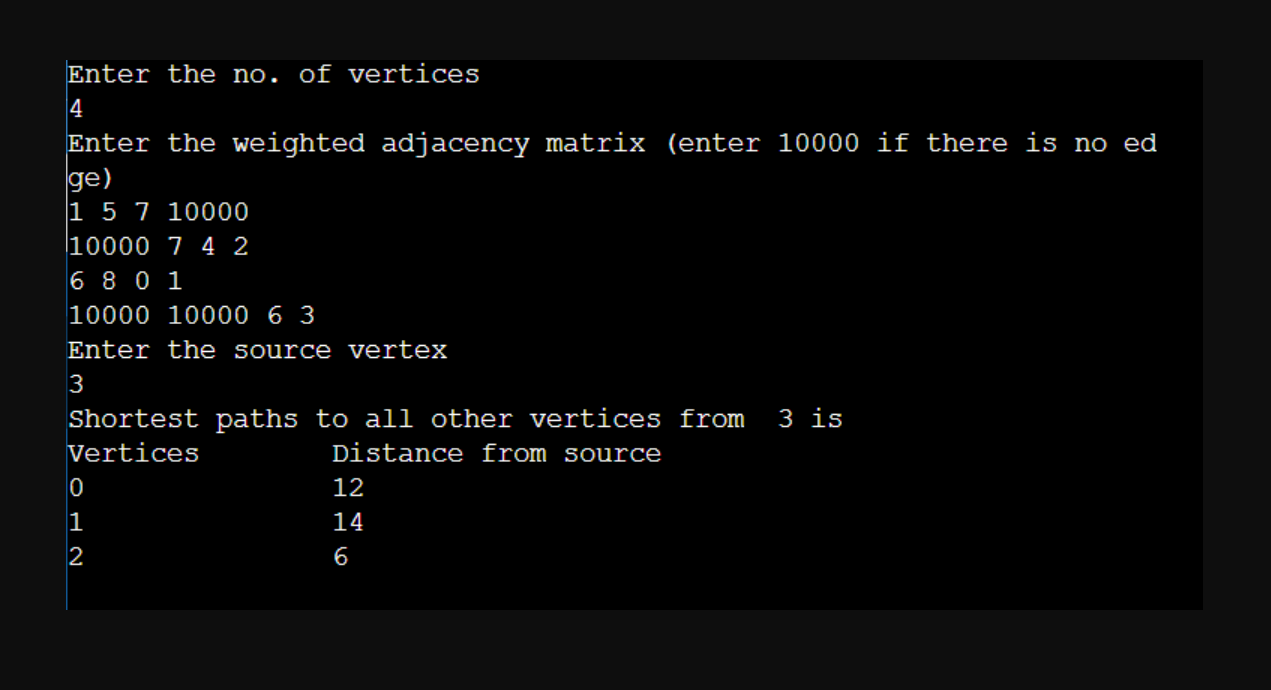 Enter the no. of vertices
4
Enter the weighted adjacency matrix (enter 10000 if there is no ed
ge)
1 5 7 10000
10000 7 4 2
6 8 0 1
10000 10000 6 3
Enter the source vertex
3
Shortest paths to all other vertices from  3 is
Vertices        Distance from source
0               12
1               14
2               6